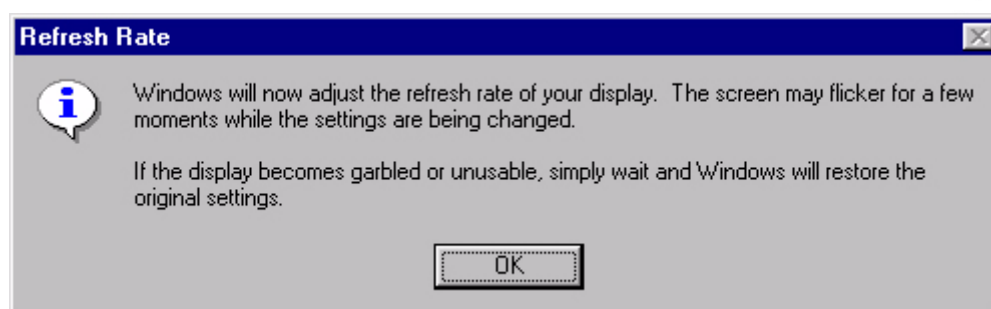 Refresh Rate
Windows will now adjust the refresh rate of your display.  The screen may flicker for a few
moments while the settings are being changed.
If the display becomes garbled or unusable, simply wait and Windows will restore the
original settings.
OK